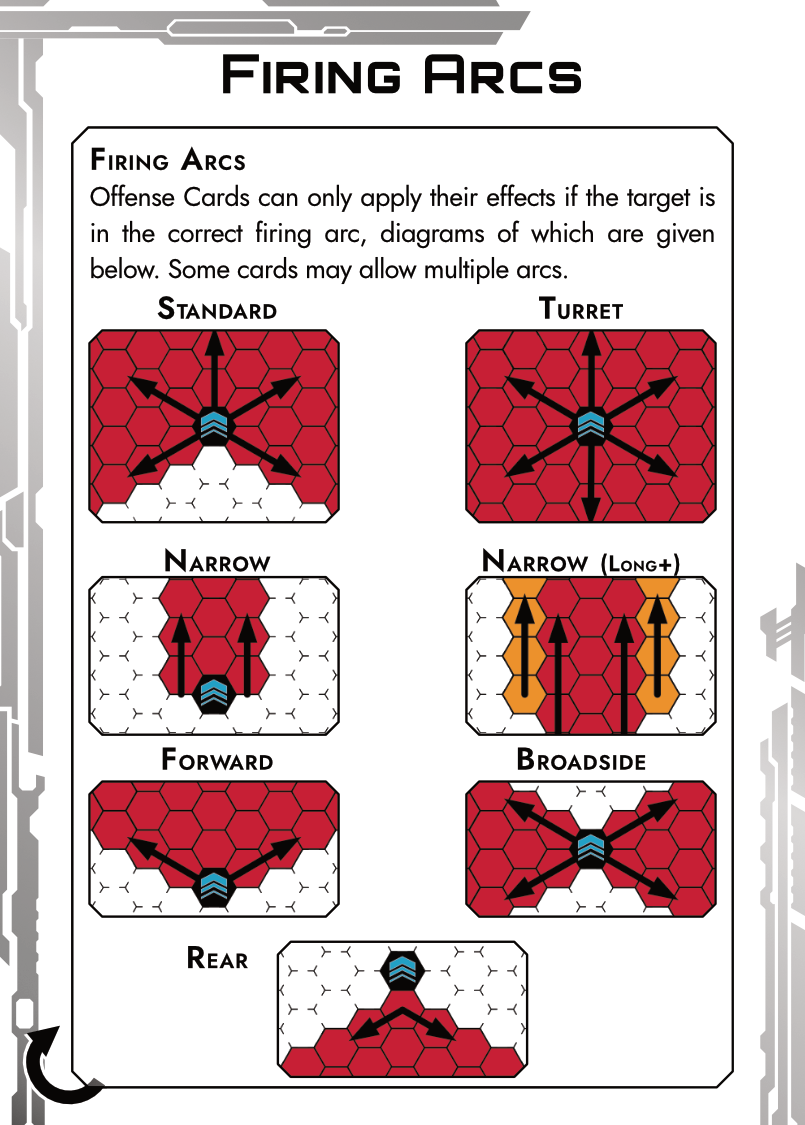 Firing Arcs
Firing Arcs
Offense Cards can only apply their effects if the target is
in the correct firing arc, diagrams of which are given
below. Some cards may allow multiple arcs.
Standard
Turret
Narrow
Narrow (Long+)
Forward
Broadside
Rear